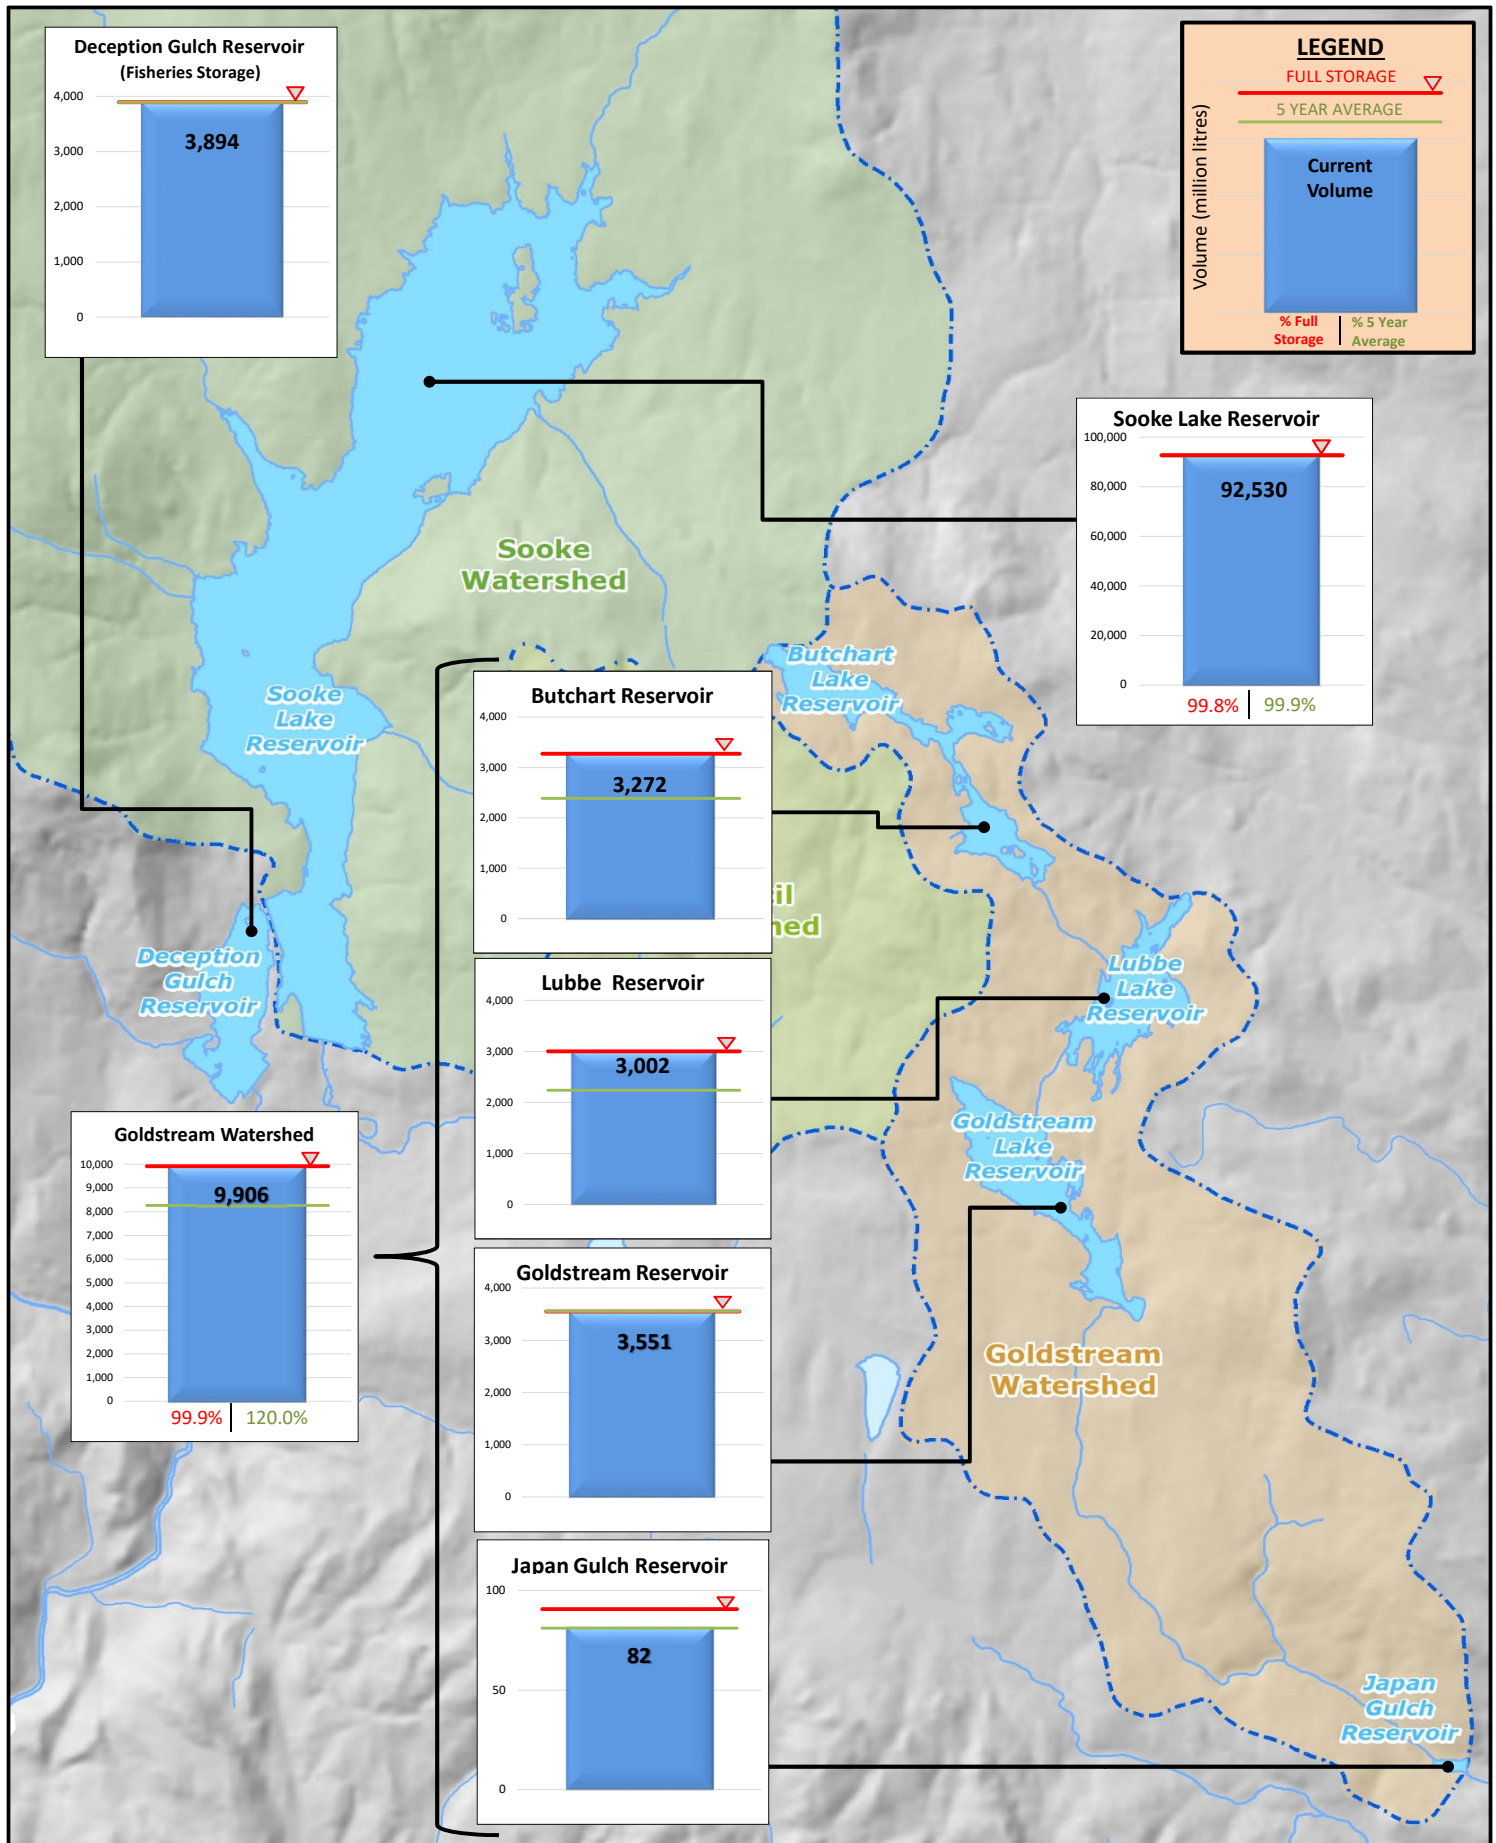 Deception Gulch Reservoir
(Fisheries Storage)
4,000
3,000
2,000
1,000
0
3,894
LEGEND
FULL STORAGE
5 YEAR AVERAGE
Volume (million litres)
Current
Volume
% Full
Storage
% 5 Year
Average
Sooke Lake Reservoir
100,000
80,000
60,000
40,000
20,000
0
92,530
99.8%
99.9%
Sooke
Watershed
Sooke
Lake
Reservoir
Butchart
Lake
Reservoir
Butchart Reservoir
4,000
3,000
2,000
1,000
0
3,272
Deception
Gulch
Reservoir
Lubbe
Lake
Reservoir
Lubbe Reservoir
4,000
3,000
2,000
1,000
0
3,002
Goldstream
Lake
Reservoir
Goldstream Watershed
10,000
9,000
8,000
7,000
6,000
5,000
4,000
3,000
2,000
1,000
0
9,906
99.9%
120.0%
Goldstream Reservoir
4,000
3,000
2,000
1,000
0
3,551
Goldstream
Watershed
Japan Gulch Reservoir
100
50
0
82
Japan
Gulch
Reservoir